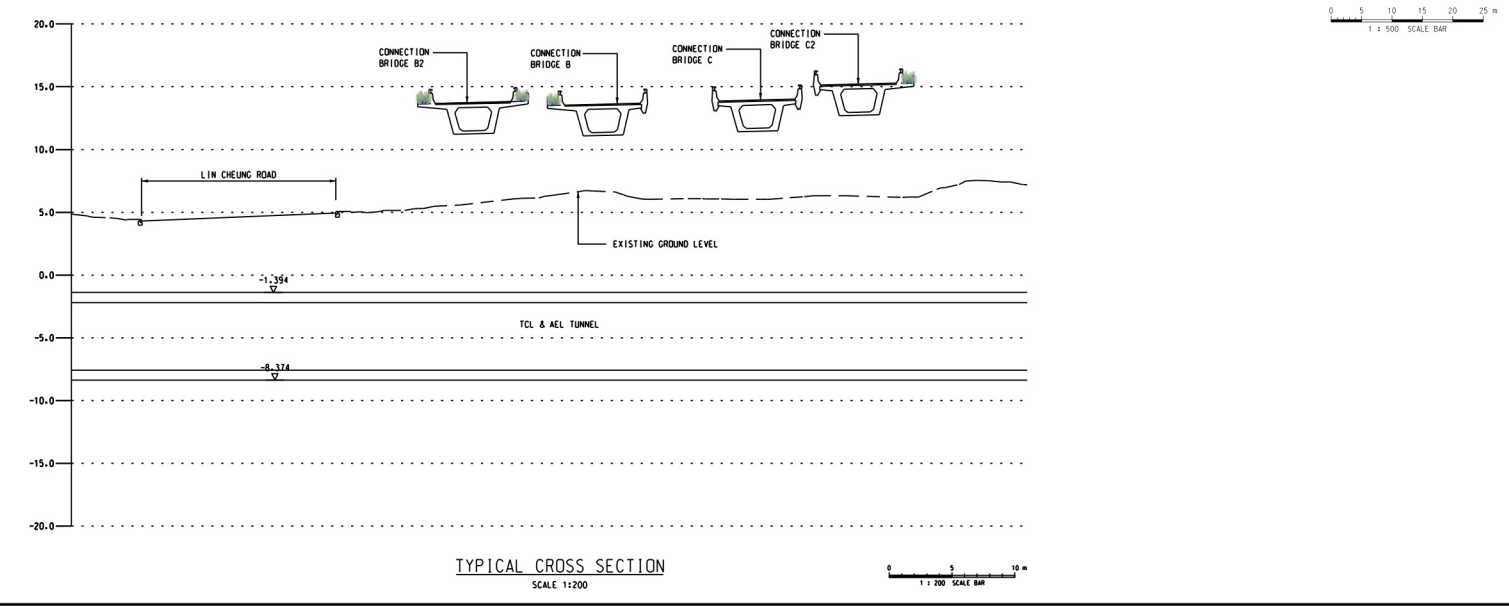 20.0
0 5 10 15 20 25 m
1 : 500 SCALE BAR
CONNECTION
BRIDGE B2
CONNECTION
BRIDGE B
CONNECTION
BRIDGE C
CONNECTION
BRIDGE C2
15.0
10.0
LIN CHEUNG ROAD
5.0
EXISTING GROUND LEVEL
0.0
-1.394
TCL & AEL TUNNEL
-5.0
-8.374
-10.0
-15.0
-20.0
TYPICAL CROSS SECTION
SCALE 1:200
0 5 10 m
1 : 200 SCALE BAR